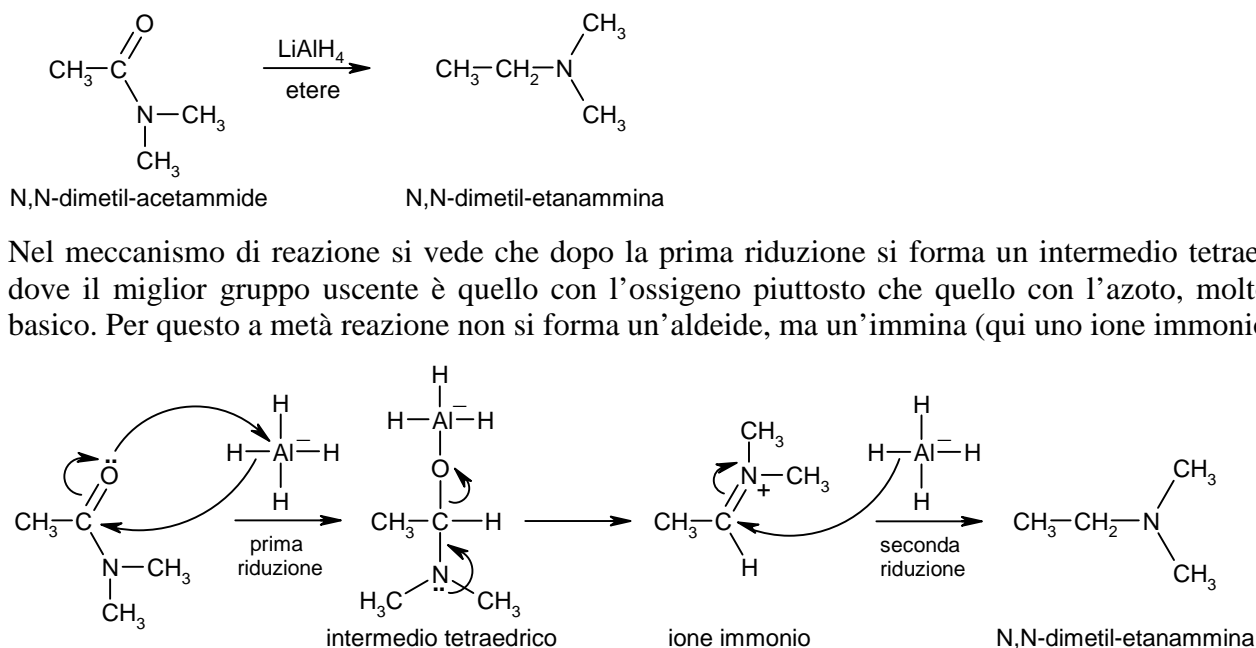 O
CH3 C
N CH3
CH3
LiAlH4
etere
CH3 CH2 N
CH3
CH3
N,N-dimetil-acetammide N,N-dimetil-etanammina
Nel meccanismo di reazione si vede che dopo la prima riduzione si forma un intermedio
dove il miglior gruppo uscente è quello con l'ossigeno piuttosto che quello con l'azoto,
basico. Per questo a metà reazione non si forma un'aldeide, ma un'immina (qui uno ione
O
CH3 C
N CH3
CH3
H
H Al – H
H
prima
riduzione
H
H Al – H
O
CH3 C H
N
H3C CH3
CH3
N CH3
+
CH3 C
H
H
H Al – H
H
seconda
riduzione
CH3 CH2 N
CH3
CH3
intermedio tetraedrico ione immonio N,N-dimetil-etanammina